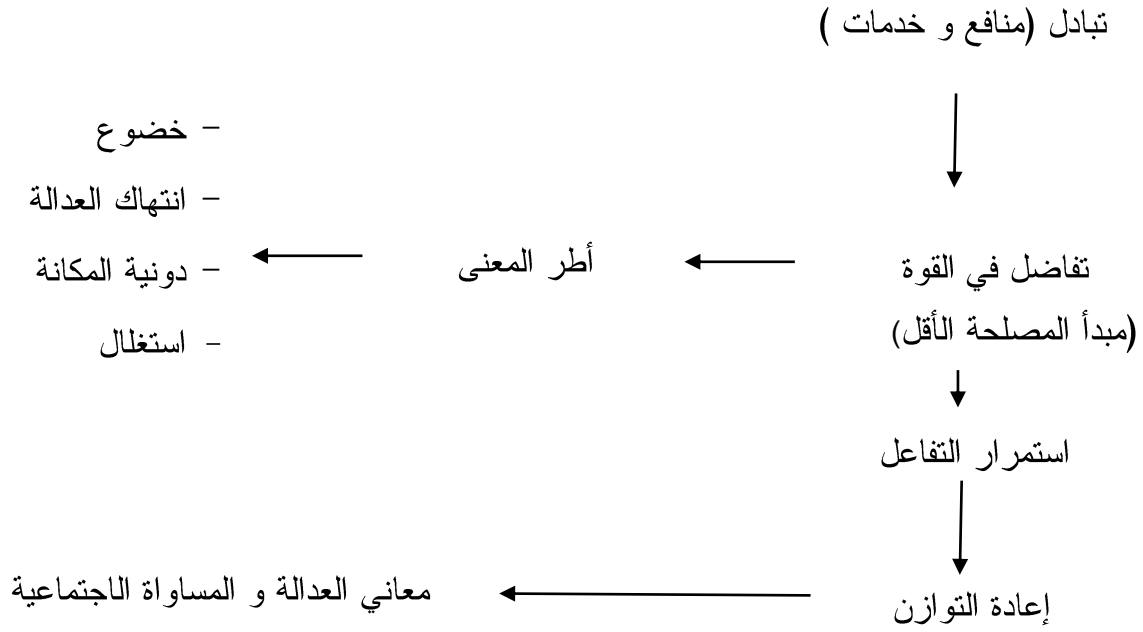 تبادل (منافع و خدمات )
– خضوع
– انتهاك العدالة
– دونية المكانة
– استغلال
أطر المعنى
تفاضل في القوة
(مبدأ المصلحة الأقل)
استمرار التفاعل
إعادة التوازن
معاني العدالة و المساواة الاجتماعية